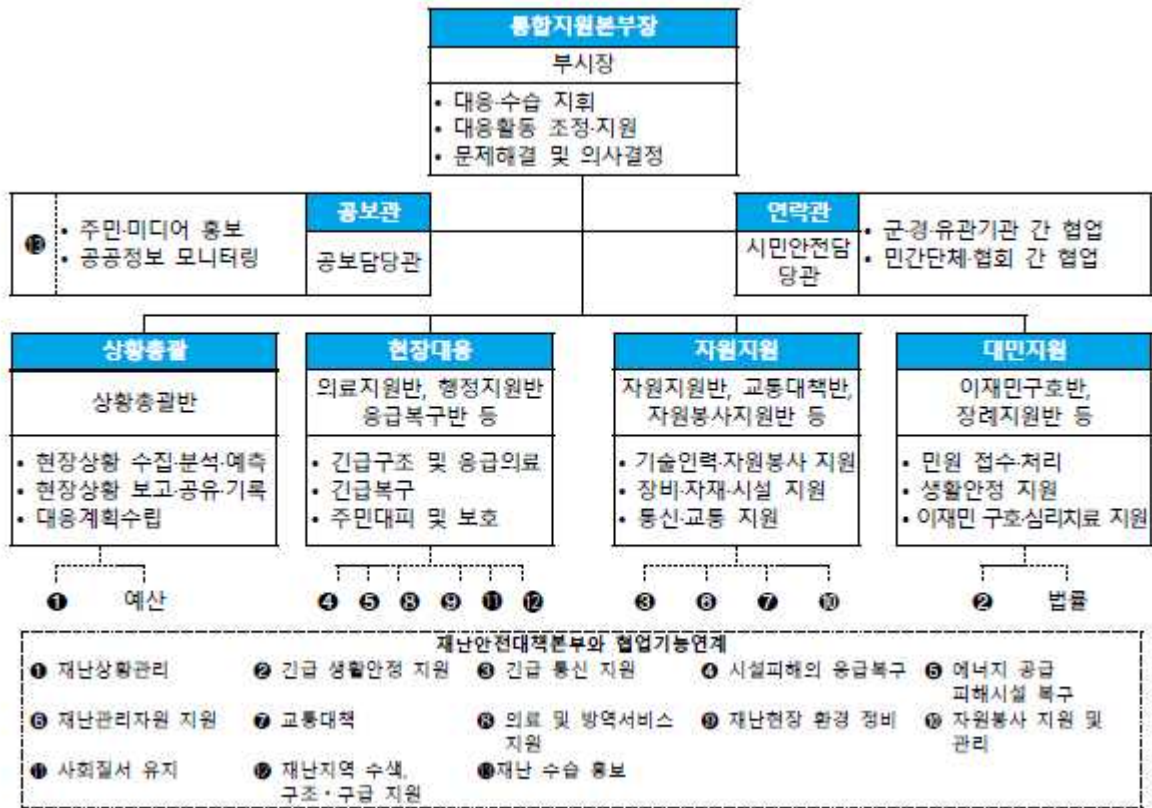 통합지원본부장
부시장
• 대응·수습 지휘
• 대응활동 조정·지원
• 문제해결 및 의사결정
⓭
• 주민·미디어 홍보
• 공공정보 모니터링
공보관
공보담당관
연락관
시민안전담
당관
• 군·경·유관기관 간 협업
• 민간단체·협회 간 협업
상황총괄
상황총괄반
• 현장상황 수집·분석·예측
• 현장상황 보고·공유·기록
• 대응계획수립
❶ 예산
현장대응
의료지원반, 행정지원반
응급복구반 등
• 긴급구조 및 응급의료
• 긴급복구
• 주민대피 및 보호
❹ ❺ ❽ ❾ ⓫ ⓬
자원지원
자원지원반, 교통대책반,
자원봉사지원반 등
• 기술인력·자원봉사 지원
• 장비·자재·시설 지원
• 통신·교통 지원
❸ ❻ ❼ ❿
대민지원
이재민구호반,
장례지원반 등
• 민원 접수·처리
• 생활안정 지원
• 이재민 구호·심리치료 지원
❷ 법률
재난안전대책본부와 협업기능연계
❶ 재난상황관리 ❷ 긴급 생활안정 지원 ❸ 긴급 통신 지원 ❹ 시설피해의 응급복구 ❺ 에너지 공급
피해시설 복구
❻ 재난관리자원 지원 ❼ 교통대책 ❽ 의료 및 방역서비스
지원
❾ 재난현장 환경 정비 ❿ 자원봉사 지원 및
관리
⓫ 사회질서 유지 ⓬ 재난지역 수색,
구조·구급 지원
⓭재난 수습 홍보